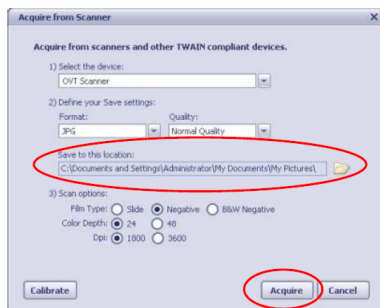 Acquire from Scanner
Acquire from scanners and other TWAIN compliant devices.
1) Select the device:
OVT Scanner
2) Define your Save settings:
Format: Quality:
JPG Normal Quality
Save to this location:
C:\Documents and Settings\Administrator\My Documents\My Pictures\
3) Scan options:
Film Type: Slide Negative B&W Negative
Color Depth: 24 48
Dpi: 1800 3600
Calibrate Acquire Cancel